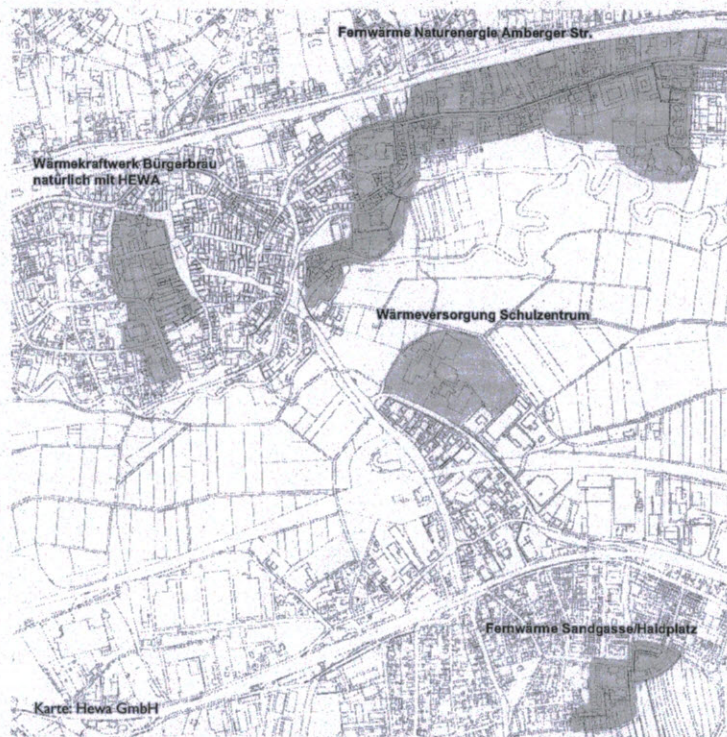 Fernwärme Naturenergie Amberger Str.
Wärmekraftwerk Bürgerbräu
natürlich mit HEWA
Wärmeversorgung Schulzentrum
Fernwärme Sandgasse/Haidplatz
Karte: Hewa GmbH